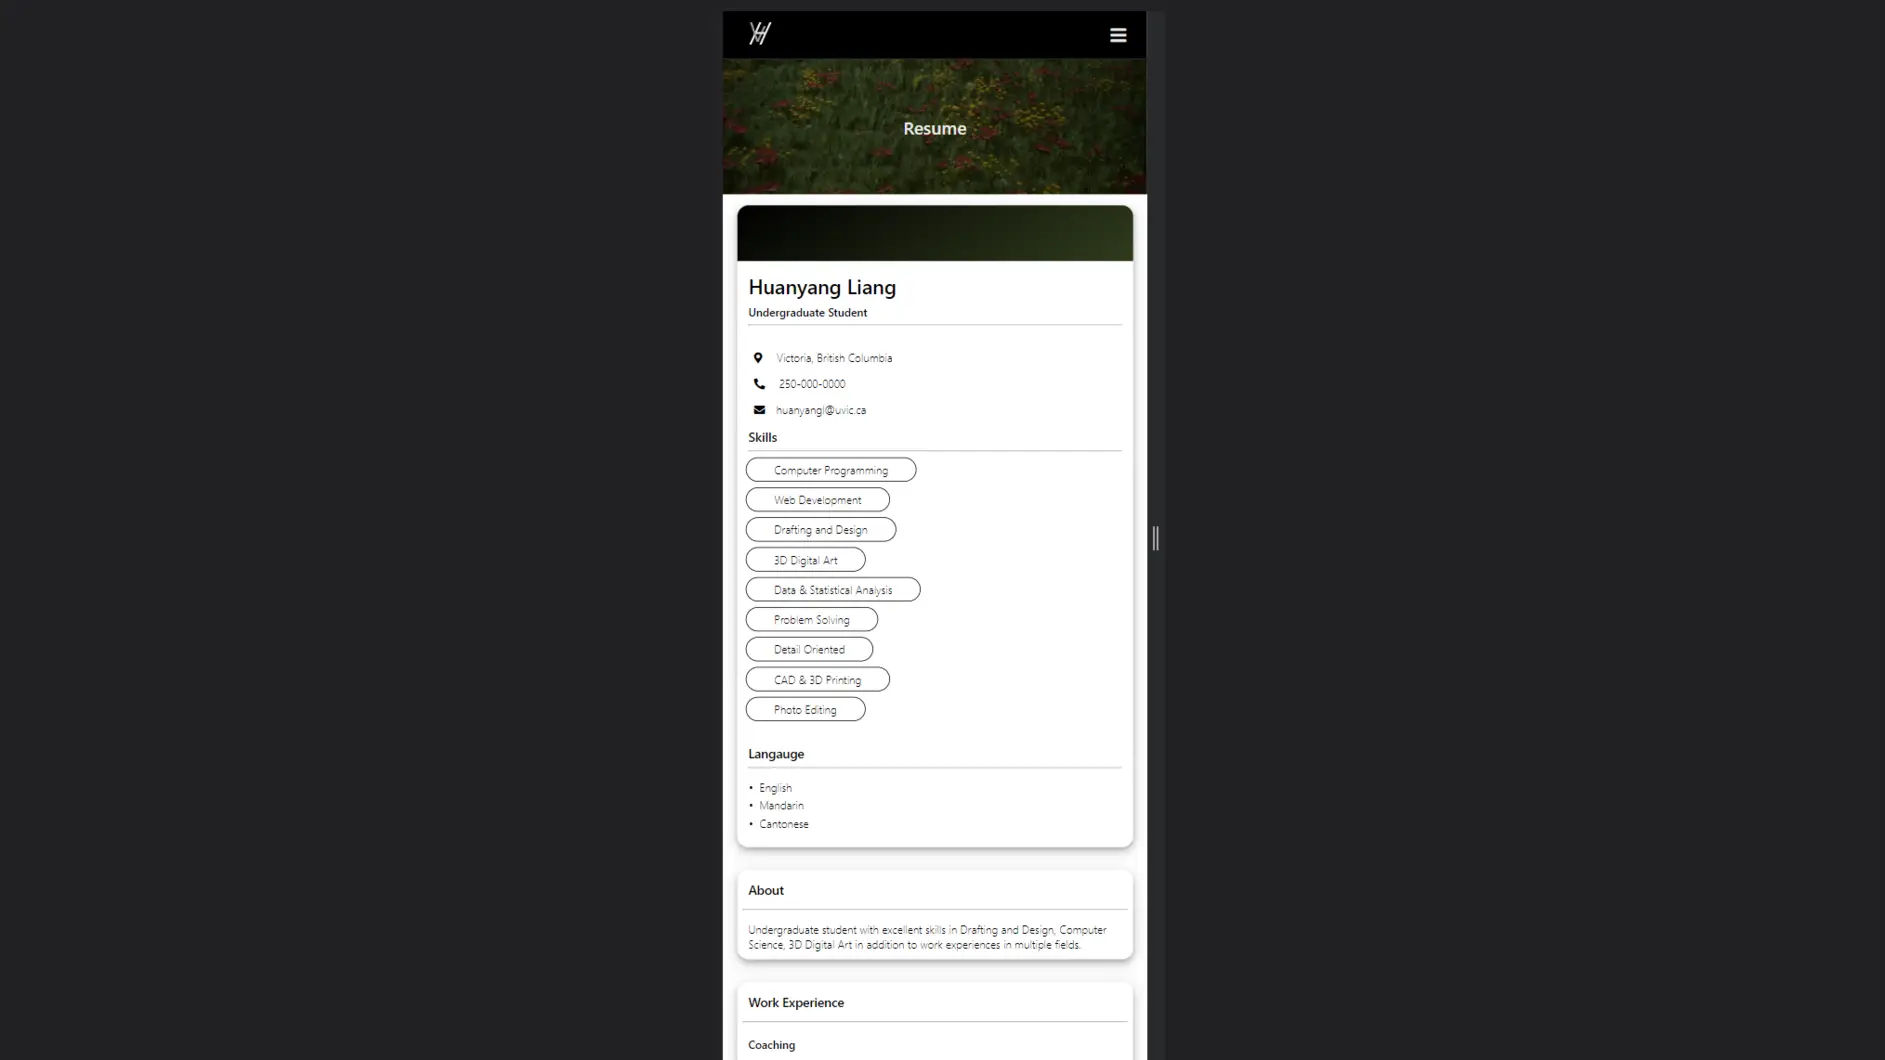 Resume
Huanyang Liang
Undergraduate Student
Victoria, British Columbia
250-000-0000
huanyangl@uvic.ca
Skills
Computer Programming
Web Development
Drafting and Design
3D Digital Art
Data & Statistical Analysis
Problem Solving
Detail Oriented
CAD & 3D Printing
Photo Editing
Langauge
• English
• Mandarin
• Cantonese
About
Undergraduate student with excellent skills in Drafting and Design, Computer
Science, 3D Digital Art in addition to work experiences in multiple fields.
Work Experience
Coaching